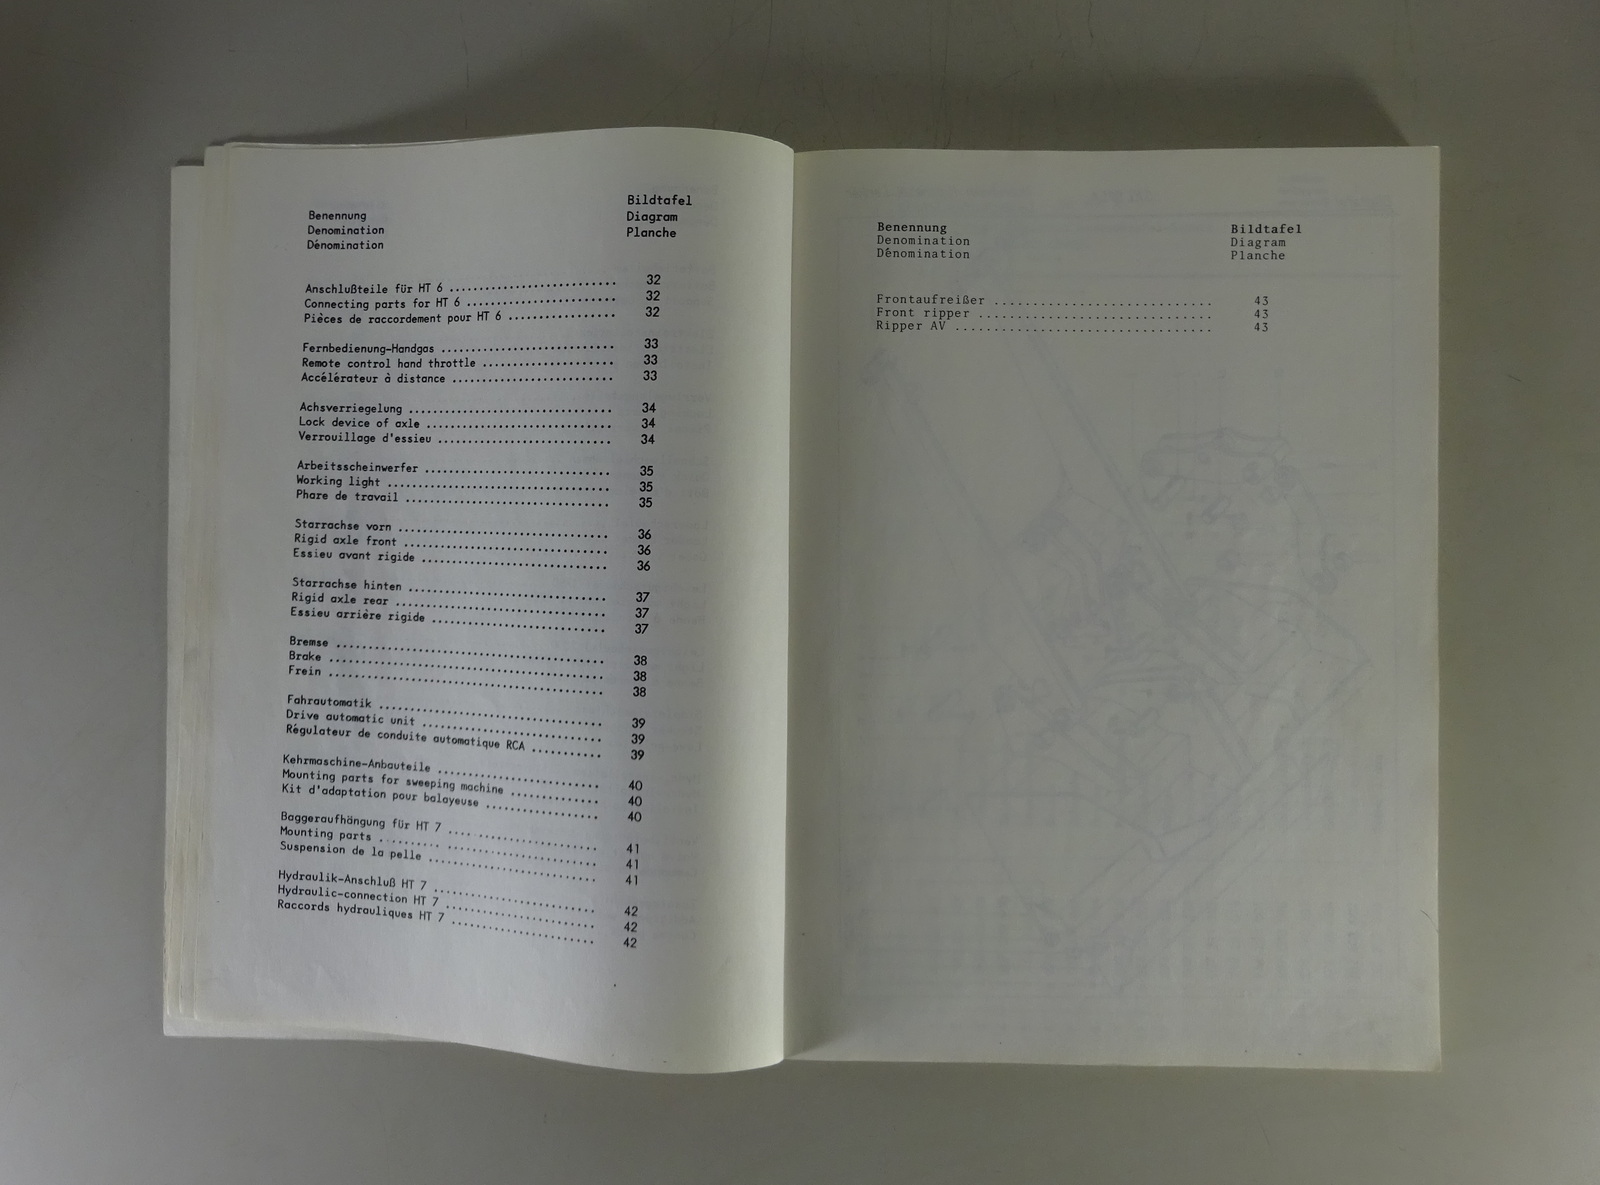 Benennung
Denomination
Dénomination
Bildtafel
Diagram
Planche
Anschlußteile für HT 6 ............................ 32
Connecting parts for HT 6 ......................... 32
Pièces de raccordement pour HT 6 .................. 32
Fernbedienung-Handgas ............................. 33
Remote control hand throttle ...................... 33
Accélérateur à distance ........................... 33
Achsverriegelung .................................. 34
Lock device of axle ............................... 34
Verrouillage d'essieu ............................. 34
Arbeitsscheinwerfer ............................... 35
Working light ..................................... 35
Phare de travail .................................. 35
Starrachse vorn ................................... 36
Rigid axle front .................................. 36
Essieu avant rigide ............................... 36
Starrachse hinten ................................. 37
Rigid axle rear ................................... 37
Essieu arrière rigide ............................. 37
Bremse ............................................ 38
Brake ............................................. 38
Frein ............................................. 38
Fahrautomatik ..................................... 39
Drive automatic unit .............................. 39
Régulateur de conduite automatique RCA ............ 39
Kehrmaschine-Anbauteile ........................... 40
Mounting parts for sweeping machine ............... 40
Kit d'adaptation pour balayeuse ................... 40
Baggeraufhängung für HT 7 ......................... 41
Mounting parts .................................... 41
Suspension de la pelle ............................ 41
Hydraulik-Anschluß HT 7 ........................... 42
Hydraulic-connection HT 7 ......................... 42
Raccords hydrauliques HT 7 ........................ 42
Benennung
Denomination
Dénomination
Bildtafel
Diagram
Planche
Frontaufreißer ............................ 43
Front ripper .............................. 43
Ripper AV ................................. 43